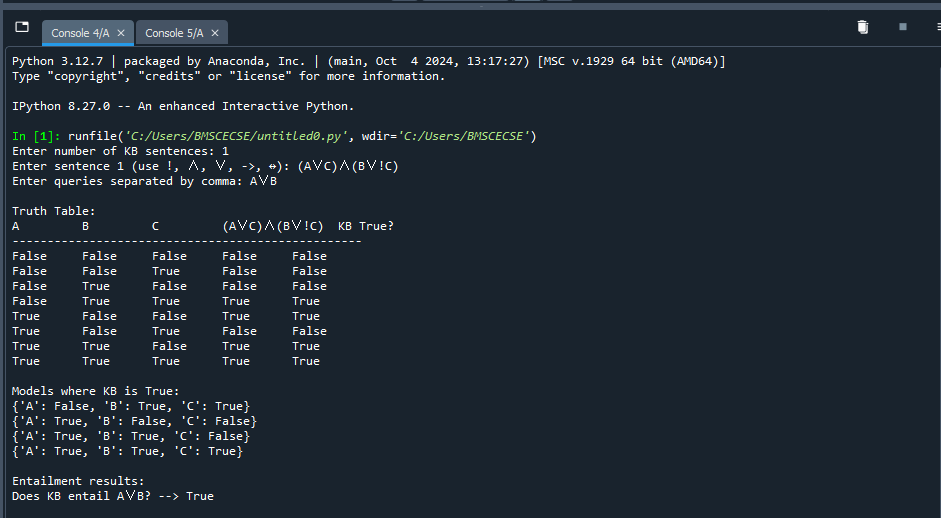 Console 4/A × Console 5/A ×
Python 3.12.7 | packaged by Anaconda, Inc. | (main, Oct  4 2024, 13:17:27) [MSC v.1929 64 bit (AMD64)]
Type "copyright", "credits" or "license" for more information.
IPython 8.27.0 -- An enhanced Interactive Python.
In [1]: runfile('C:/Users/BMSCECSE/untitled0.py', wdir='C:/Users/BMSCECSE')
Enter number of KB sentences: 1
Enter sentence 1 (use !, ∧, ∨, ->, ↔): (A∨C)∧(B∨!C)
Enter queries separated by comma: A∨B
Truth Table:
A         B         C         (A∨C)∧(B∨!C)  KB True?
--------------------------------------------------
False     False     False     False     False
False     False     True      False     False
False     True      False     False     False
False     True      True      True      True
True      False     False     True      True
True      False     True      False     False
True      True      False     True      True
True      True      True      True      True
Models where KB is True:
{'A': False, 'B': True, 'C': True}
{'A': True, 'B': False, 'C': False}
{'A': True, 'B': True, 'C': False}
{'A': True, 'B': True, 'C': True}
Entailment results:
Does KB entail A∨B? --> True